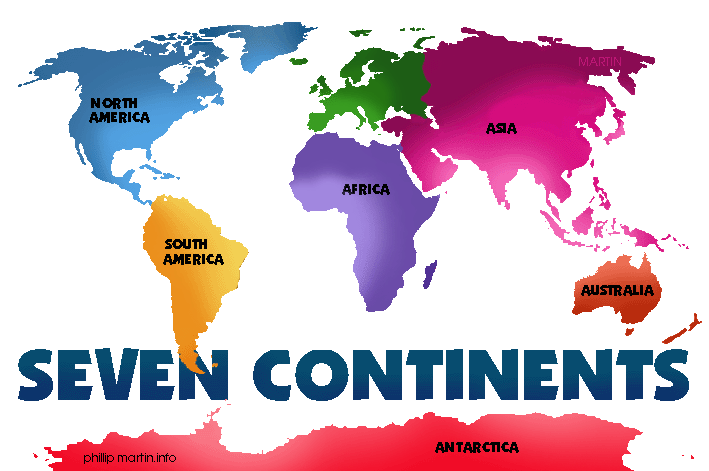 MARTIN
NORTH
AMERICA
ASIA
AFRICA
SOUTH
AMERICA
AUSTRALIA
SEVEN CONTINENTS
ANTARCTICA
phillip martin.info